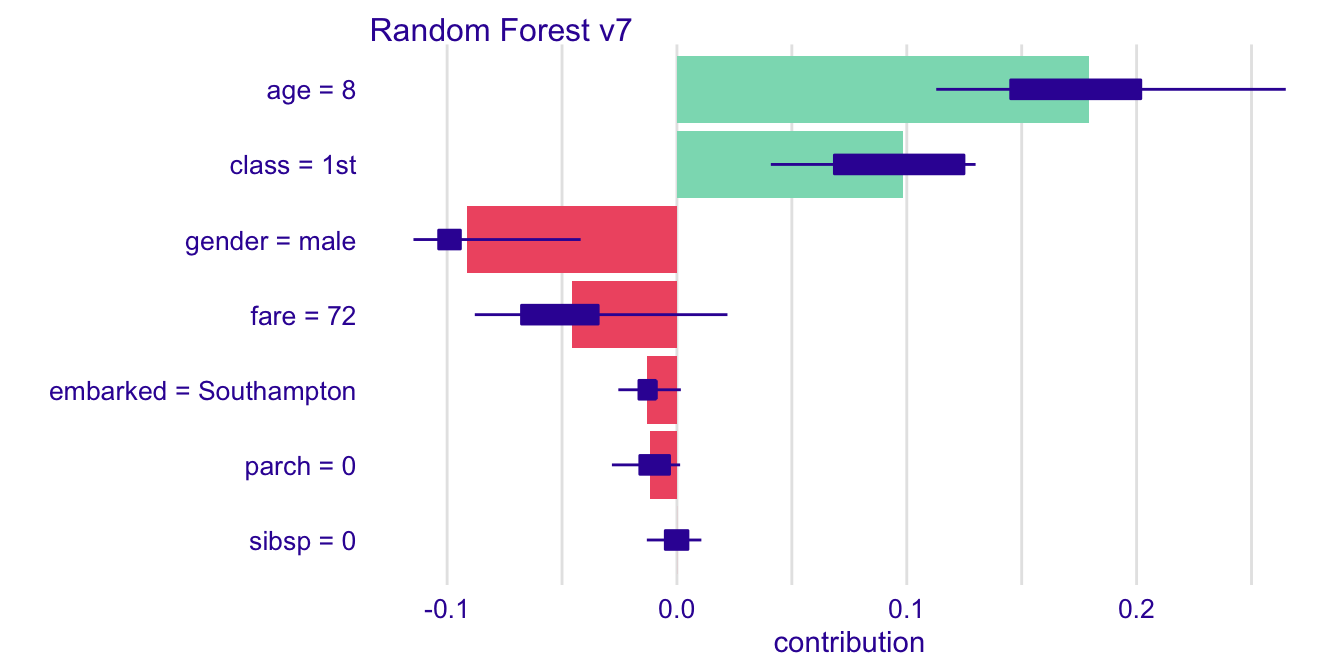 Random Forest v7
age = 8
class = 1st
gender = male
fare = 72
embarked = Southampton
parch = 0
sibsp = 0
-0.1 0.0 0.1 0.2
contribution